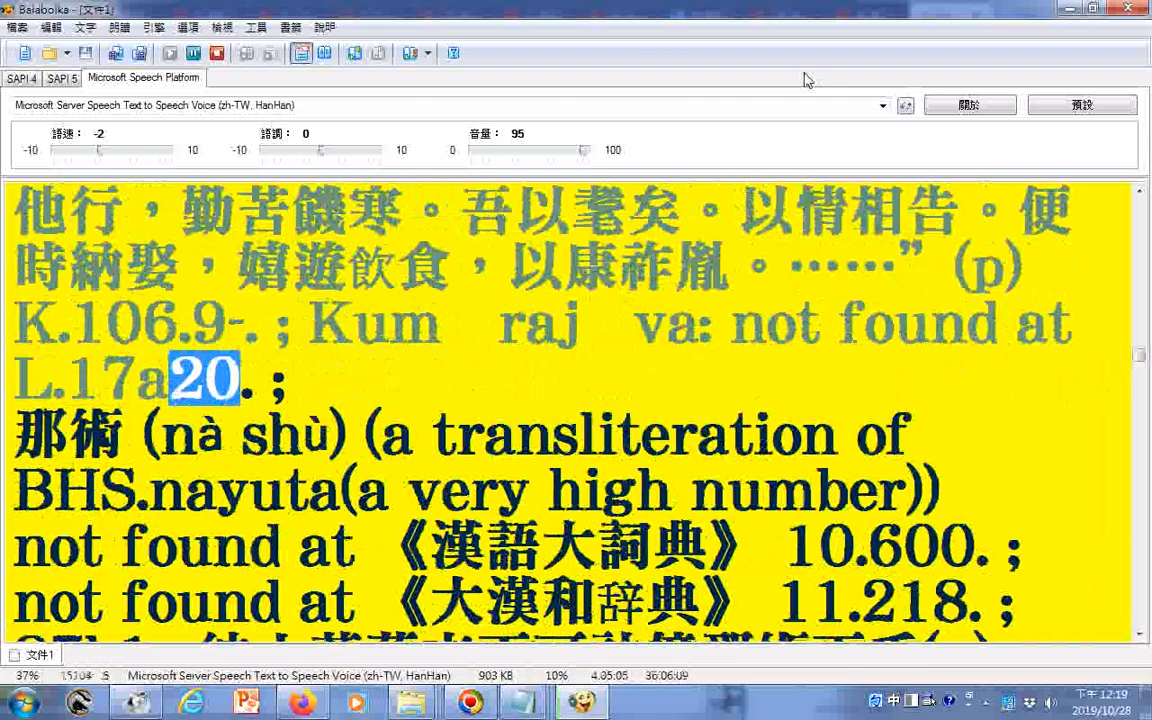 Balabolka - [文件1]
檔案 編輯 文字 朗讀 引擎 選項 檢視 工具 書籤 說明
SAPI 4 SAPI 5 Microsoft Speech Platform
Microsoft Server Speech Text to Speech Voice (zh-TW, HanHan) 關於 預設
語速： -2 語調： 0 音量： 95
-10 10 -10 10 0 100
他行，勤苦饑寒。吾以耄矣。以情相告。便
時納娶，嬉遊飲食，以康祚胤。……” (p)
K.106.9-. ; Kum raj va: not found at
L.17a20. ;
那術 (nà shù) (a transliteration of
BHS.nayuta(a very high number))
not found at 《漢語大詞典》 10.600. ;
not found at 《大漢和辞典》 11.218. ;
文件1
37% Microsoft Server Speech Text to Speech Voice (zh-TW, HanHan) 903 KB 10% 4:05:05 36:06:09
中 下午 12:19
2019/10/28